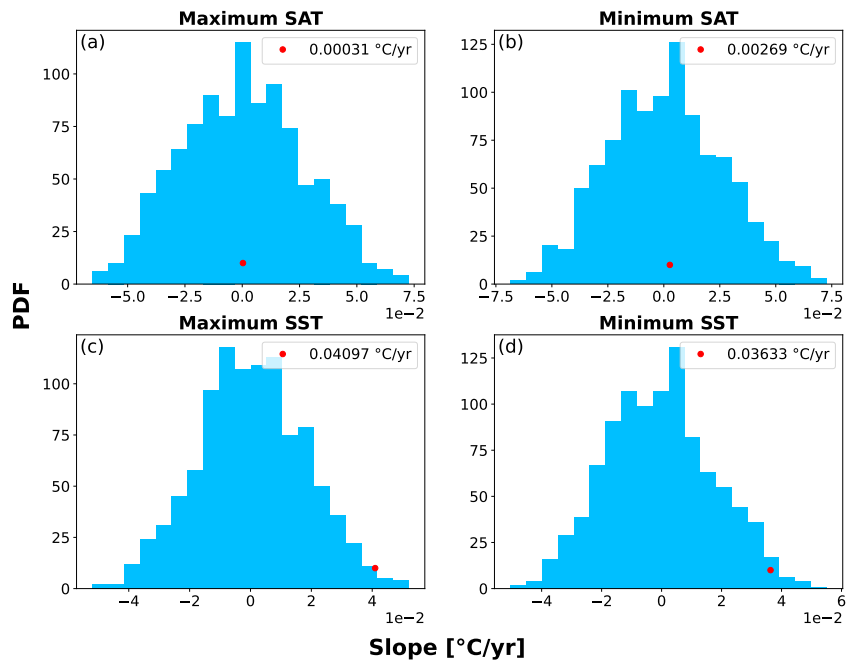 Maximum SAT
(a)
0.00031 °C/yr
100
75
50
25
0
−5.0 −2.5 0.0 2.5 5.0
1e−2
Minimum SAT
(b)
0.00269 °C/yr
125
100
75
50
25
0
−7.5 −5.0 −2.5 0.0 2.5 5.0 7.5
1e−2
PDF
Maximum SST
(c)
0.04097 °C/yr
100
75
50
25
0
−4 −2 0 2 4
1e−2
Minimum SST
(d)
0.03633 °C/yr
125
100
75
50
25
0
−4 −2 0 2 4 6
1e−2
Slope [°C/yr]